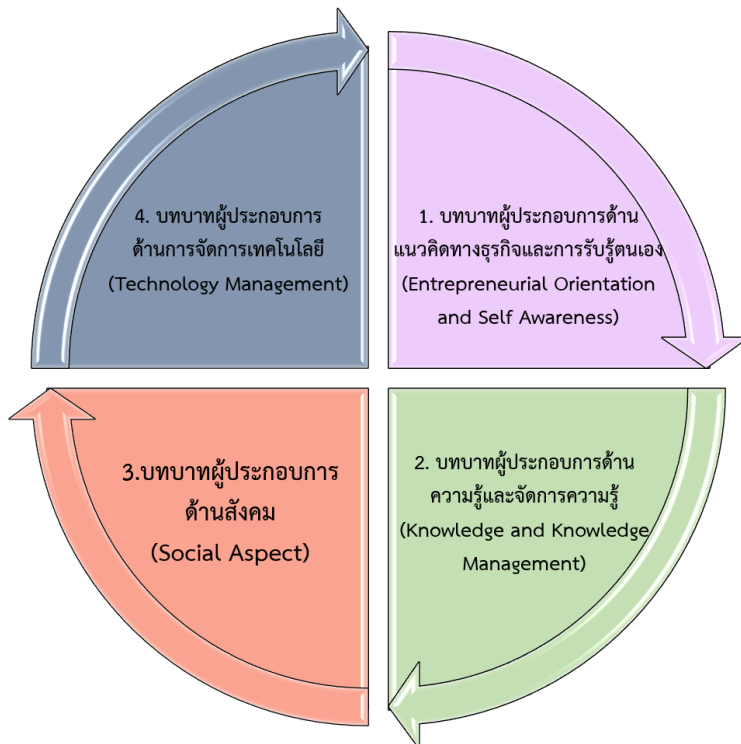 1. บทบาทผู้ประกอบการด้าน
แนวคิดทางธุรกิจและการรับรู้ตนเอง
(Entrepreneurial Orientation
and Self Awareness)
2. บทบาทผู้ประกอบการด้าน
ความรู้และจัดการความรู้
(Knowledge and Knowledge
Management)
3.บทบาทผู้ประกอบการ
ด้านสังคม
(Social Aspect)
4. บทบาทผู้ประกอบการ
ด้านการจัดการเทคโนโลยี
(Technology Management)